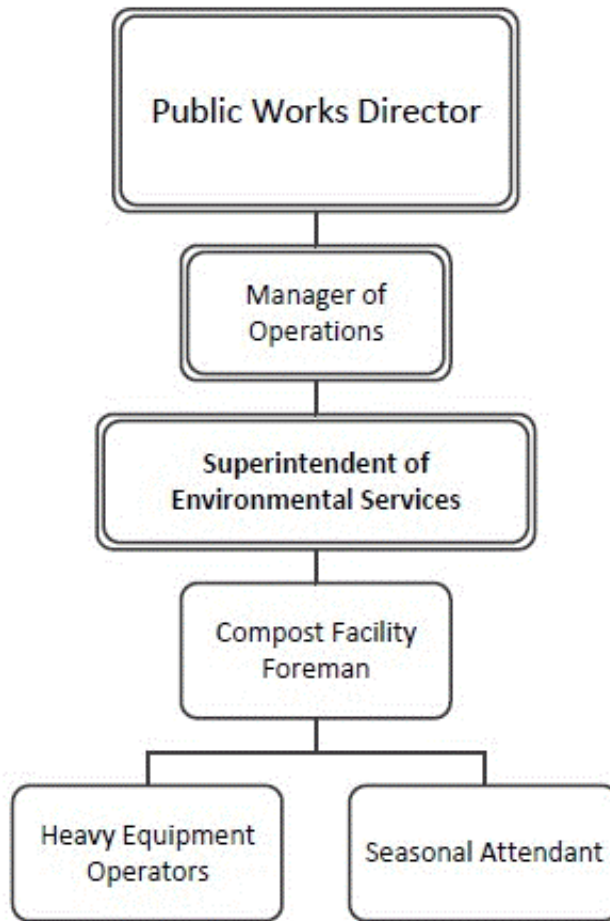 Public Works Director
Manager of
Operations
Superintendent of
Environmental Services
Compost Facility
Foreman
Heavy Equipment
Operators
Seasonal Attendant